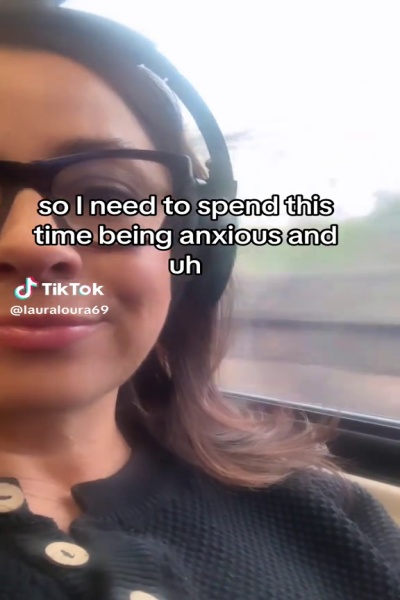 so I need to spend this
time being anxious and
uh
TikTok
@lauraloura69